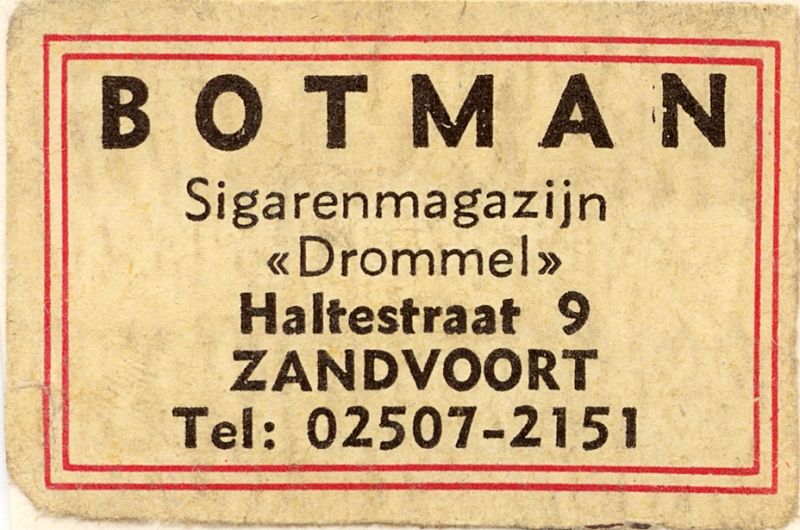 BOTMAN
Sigarenmagazijn
«Drommel»
Haltestraat 9
ZANDVOORT
Tel: 02507-2151